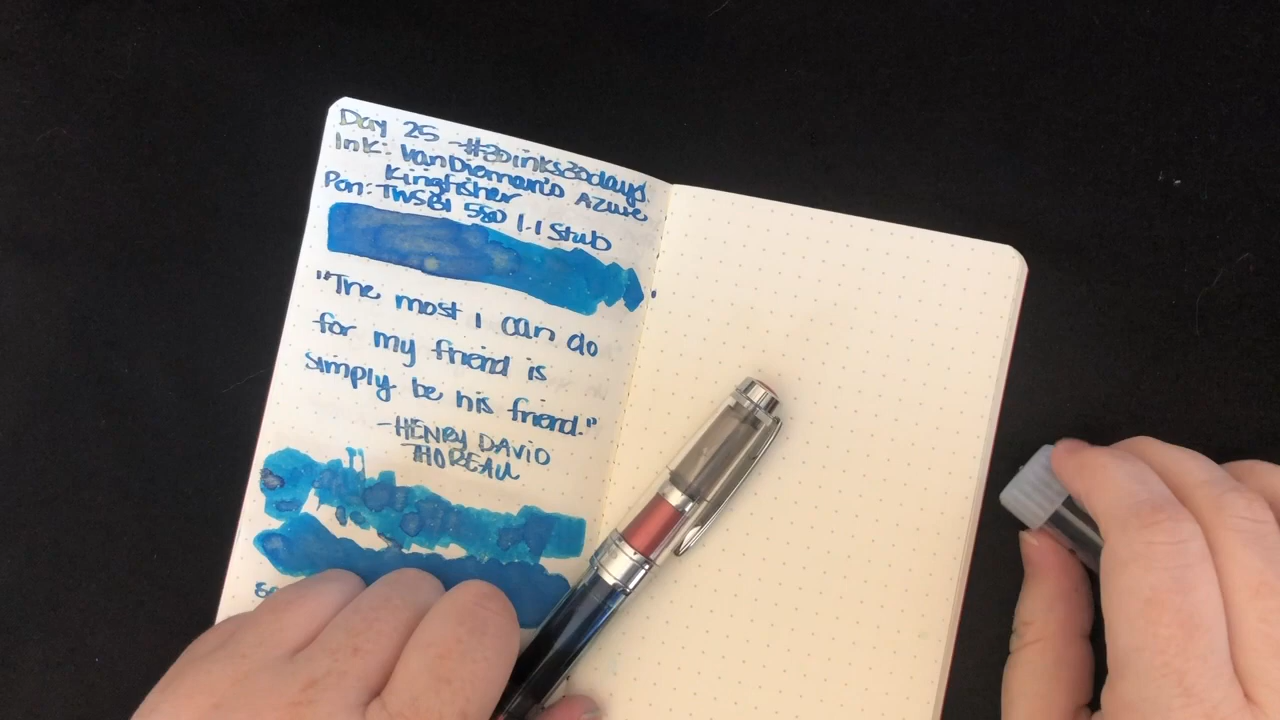 Day 25 - #30inks30days
Ink: VanDieman's Azure
Kingfisher
Pen: TWSBI 580 1.1 Stub
"The most i can do
for my friend is
simply be his friend."
-HENRY DAVID
THOREAU